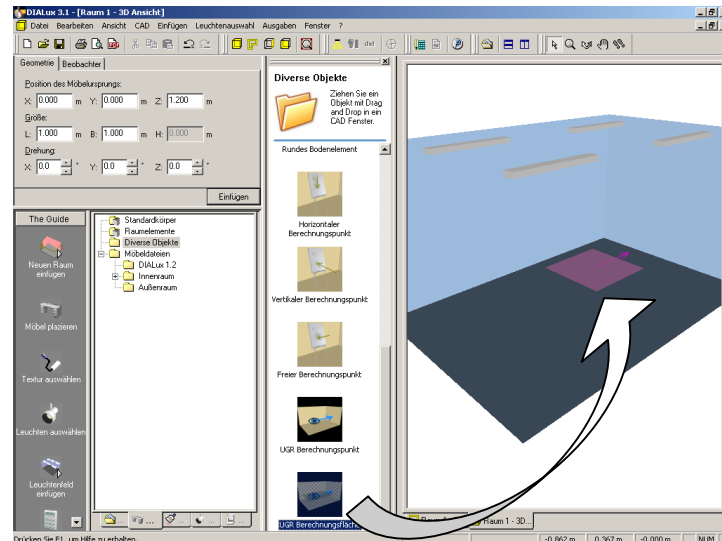 DIALux 3.1 - [Raum 1 - 3D Ansicht]
Datei Bearbeiten Ansicht CAD Einfügen Leuchtenauswahl Ausgaben Fenster ?
Geometrie Beobachter
Position des Möbelursprungs:
X: 0.000 m Y: 0.000 m Z: 1.200 m
Größe:
L: 1.000 m B: 1.000 m H: 0.000 m
Drehung:
X: 0.0 ° Y: 0.0 ° Z: 0.0 °
Einfügen
The Guide
Neuen Raum
einfügen
Möbel plazieren
Textur auswählen
Leuchten auswählen
Leuchtenfeld
einfügen
Standardkörper
Raumelemente
Diverse Objekte
Möbeldateien
DIALux 1.2
Innenraum
Außenraum
Diverse Objekte
Ziehen Sie ein
Objekt mit Drag
and Drop in ein
CAD Fenster.
Rundes Bodenelement
Horizontaler
Berechnungspunkt
Vertikaler Berechnungspunkt
Freier Berechnungspunkt
UGR Berechnungspunkt
UGR Berechnungsfläche
Raum 1 - 3D...
Drücken Sie F1, um Hilfe zu erhalten.
-0.862 m 0.367 m -0.000 m NUM